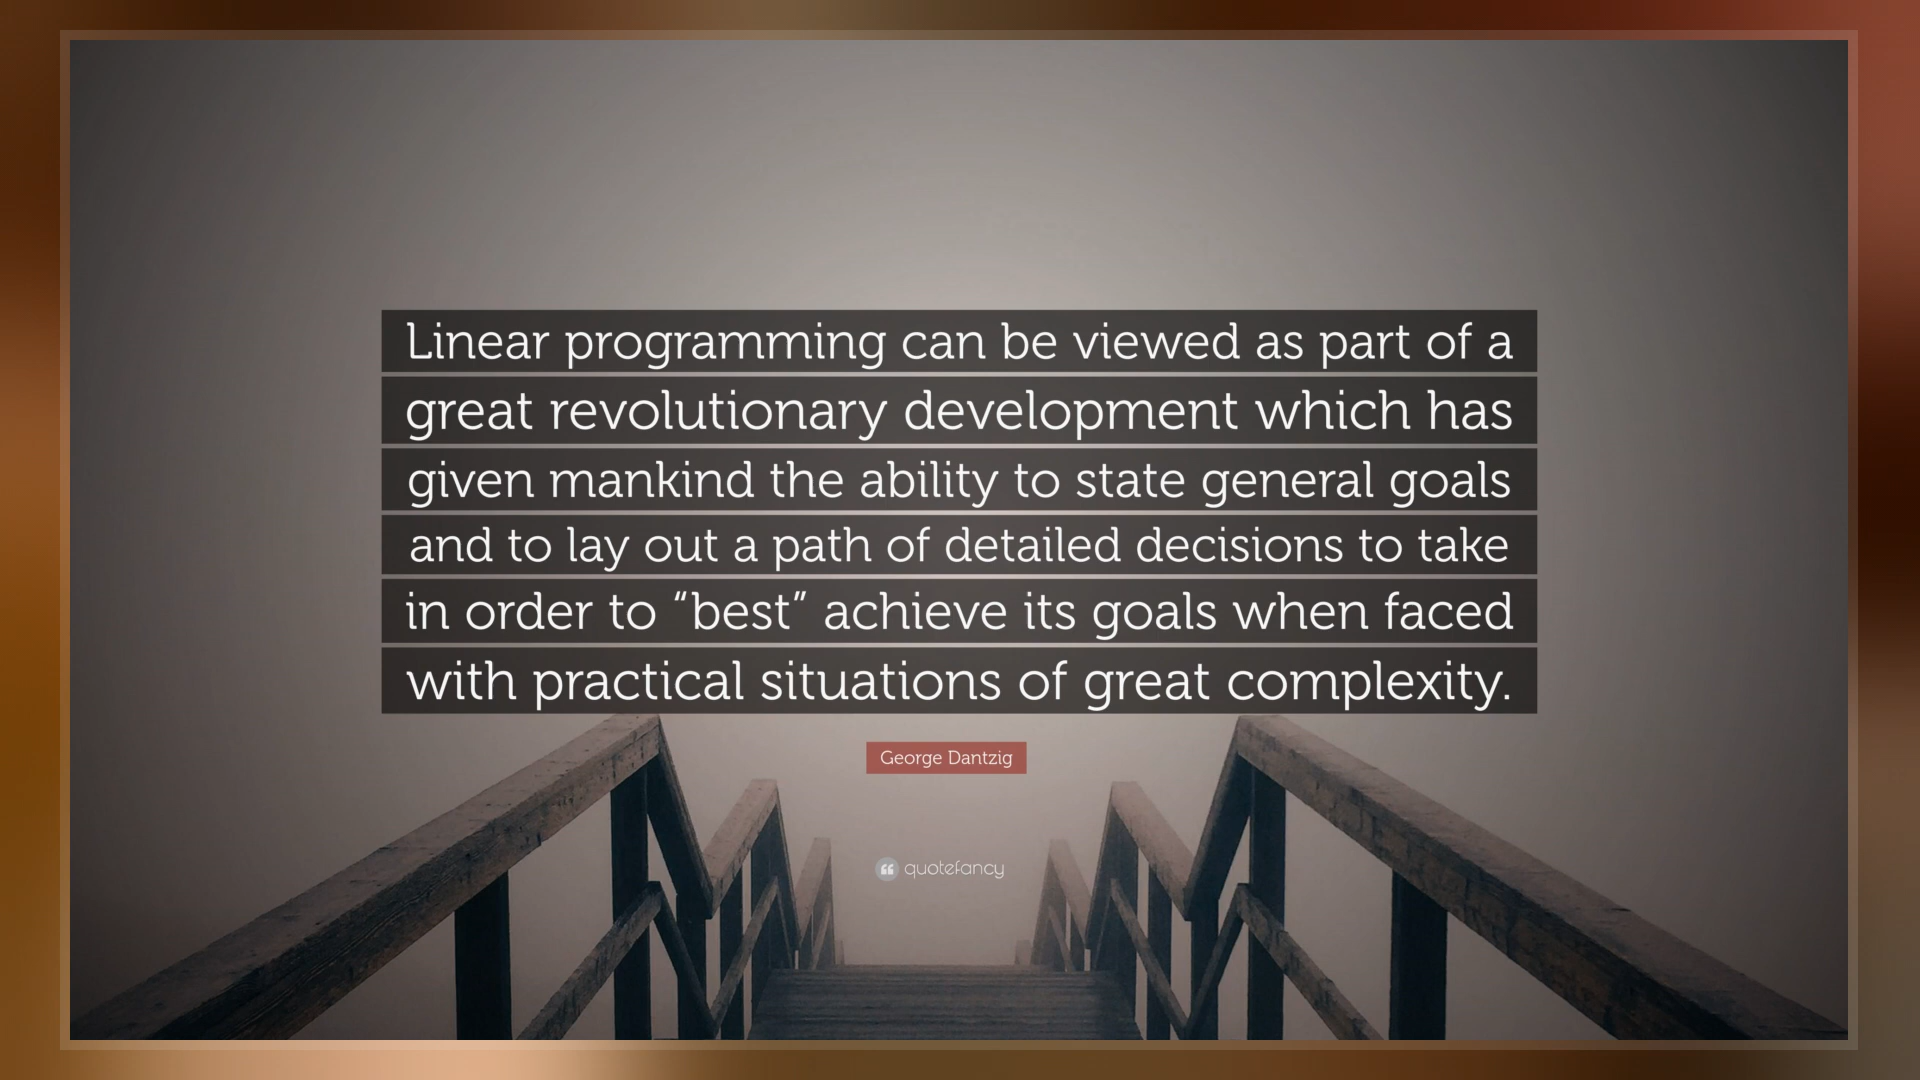 Linear programming can be viewed as part of a
great revolutionary development which has
given mankind the ability to state general goals
and to lay out a path of detailed decisions to take
in order to “best” achieve its goals when faced
with practical situations of great complexity.
George Dantzig
quotefancy